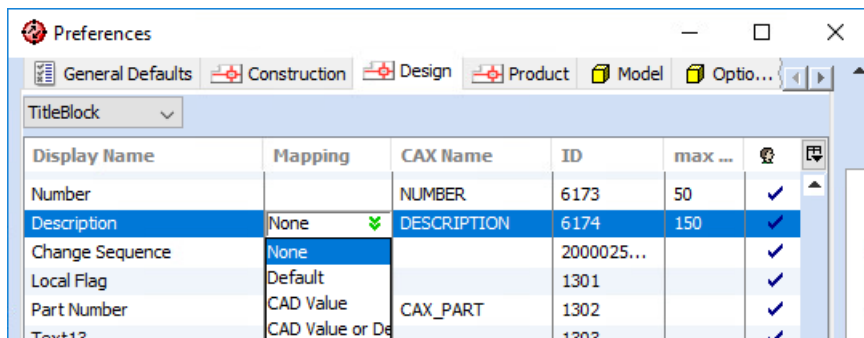 Preferences
General Defaults Construction Design Product Model Optio...
TitleBlock
Display Name Mapping CAX Name ID max ...
Number NUMBER 6173 50
Description None DESCRIPTION 6174 150
Change Sequence None 2000025...
Local Flag Default 1301
Part Number CAD Value CAX_PART 1302
CAD Value or De